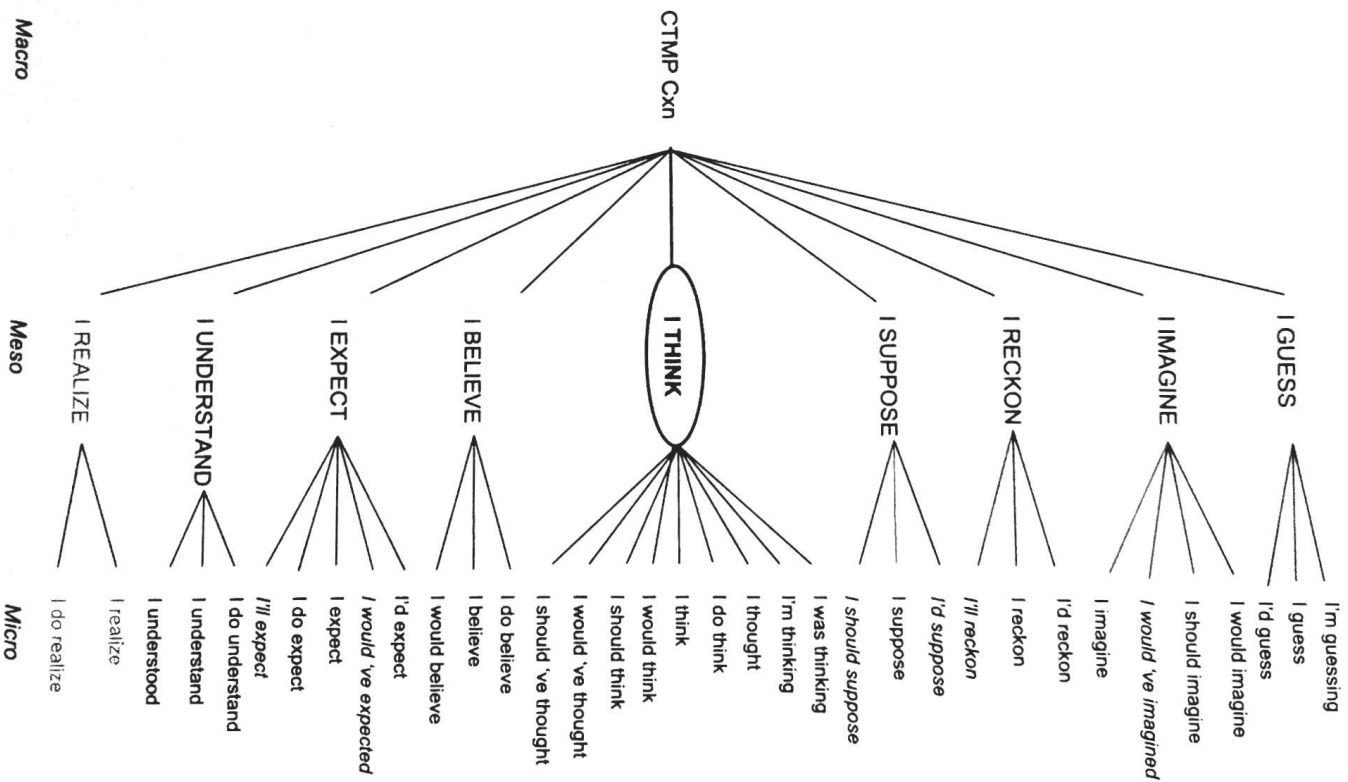 CTMP Cxn
I GUESS
I'm guessing
I guess
I'd guess
I IMAGINE
I would imagine
I should imagine
I would 've imagined
I imagine
I RECKON
I'd reckon
I reckon
I'll reckon
I SUPPOSE
I'd suppose
I suppose
I should suppose
I THINK
I was thinking
I'm thinking
I thought
I do think
I think
I would think
I should think
I would 've thought
I should 've thought
I BELIEVE
I do believe
I believe
I would believe
I EXPECT
I'd expect
I would 've expected
I expect
I do expect
I'll expect
I UNDERSTAND
I do understand
I understand
I understood
I REALIZE
I realize
I do realize
Macro
Meso
Micro